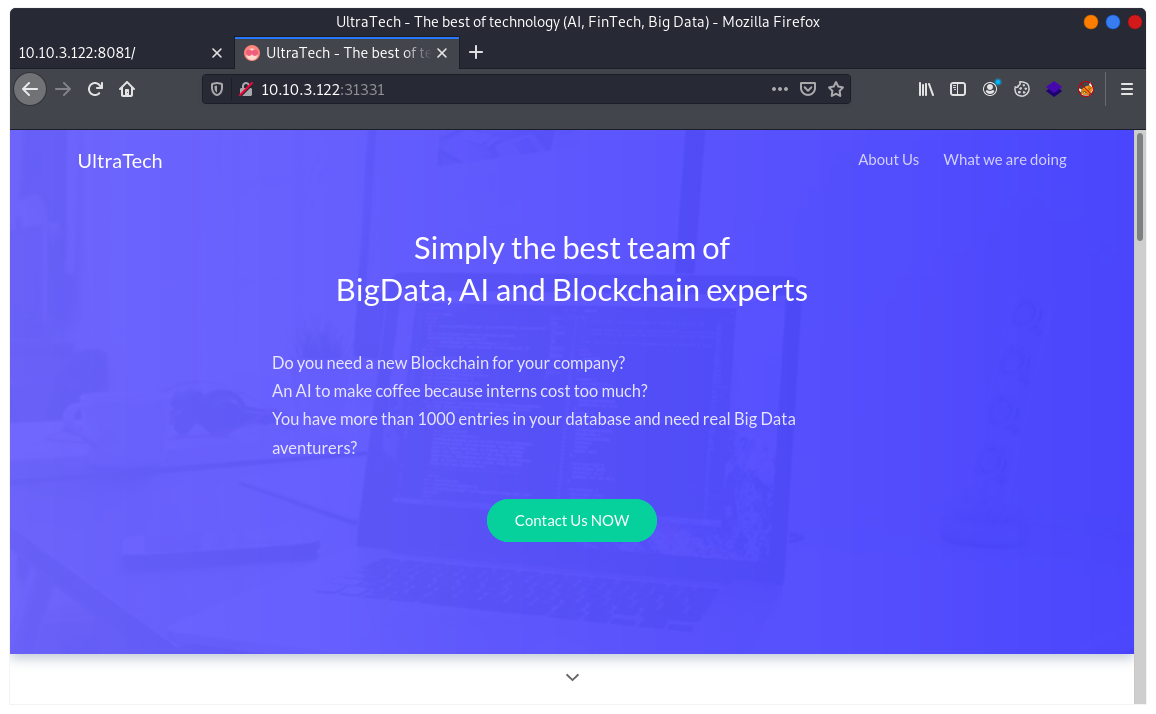 UltraTech - The best of technology (AI, FinTech, Big Data) - Mozilla Firefox
10.10.3.122:8081/
UltraTech - The best of te
10.10.3.122:31331
UltraTech
About Us
What we are doing
Simply the best team of
BigData, AI and Blockchain experts
Do you need a new Blockchain for your company?
An AI to make coffee because interns cost too much?
You have more than 1000 entries in your database and need real Big Data
aventurers?
Contact Us NOW